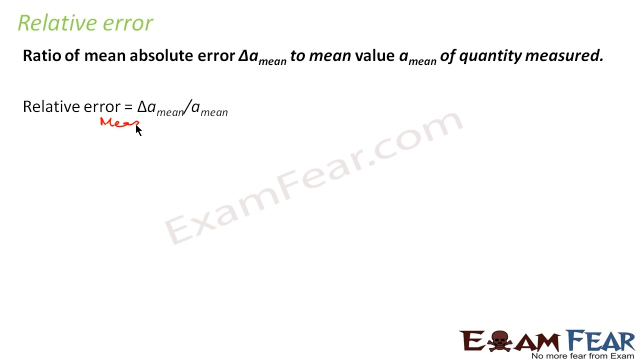 Relative error
Ratio of mean absolute error Δamean to mean value amean of quantity measured.
Relative error = Δamean/amean
Mean
ExamFear.com
EXAM FEAR
No more fear from Exam